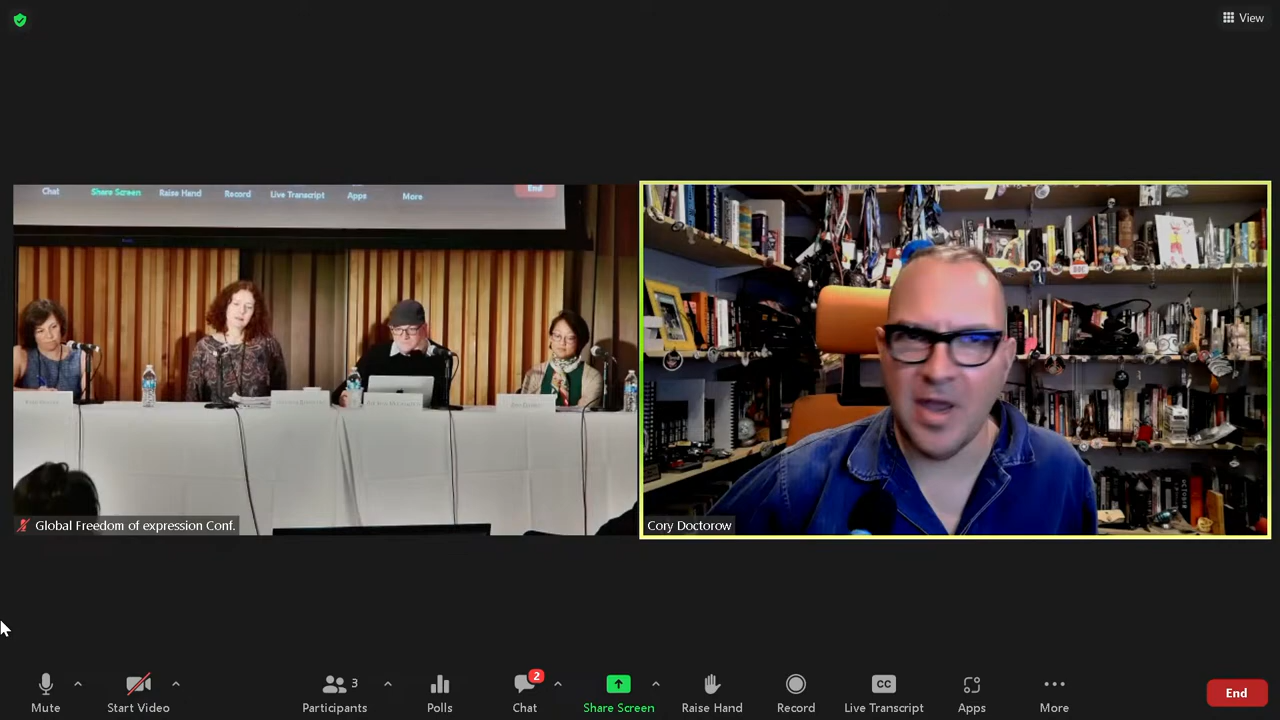 View
Chat
Share Screen
Raise Hand
Record
Live Transcript
Apps
More
End
Global Freedom of expression Conf.
Cory Doctorow
Mute
Start Video
Participants
3
Polls
Chat
2
Share Screen
Raise Hand
Record
CC
Live Transcript
Apps
More
End